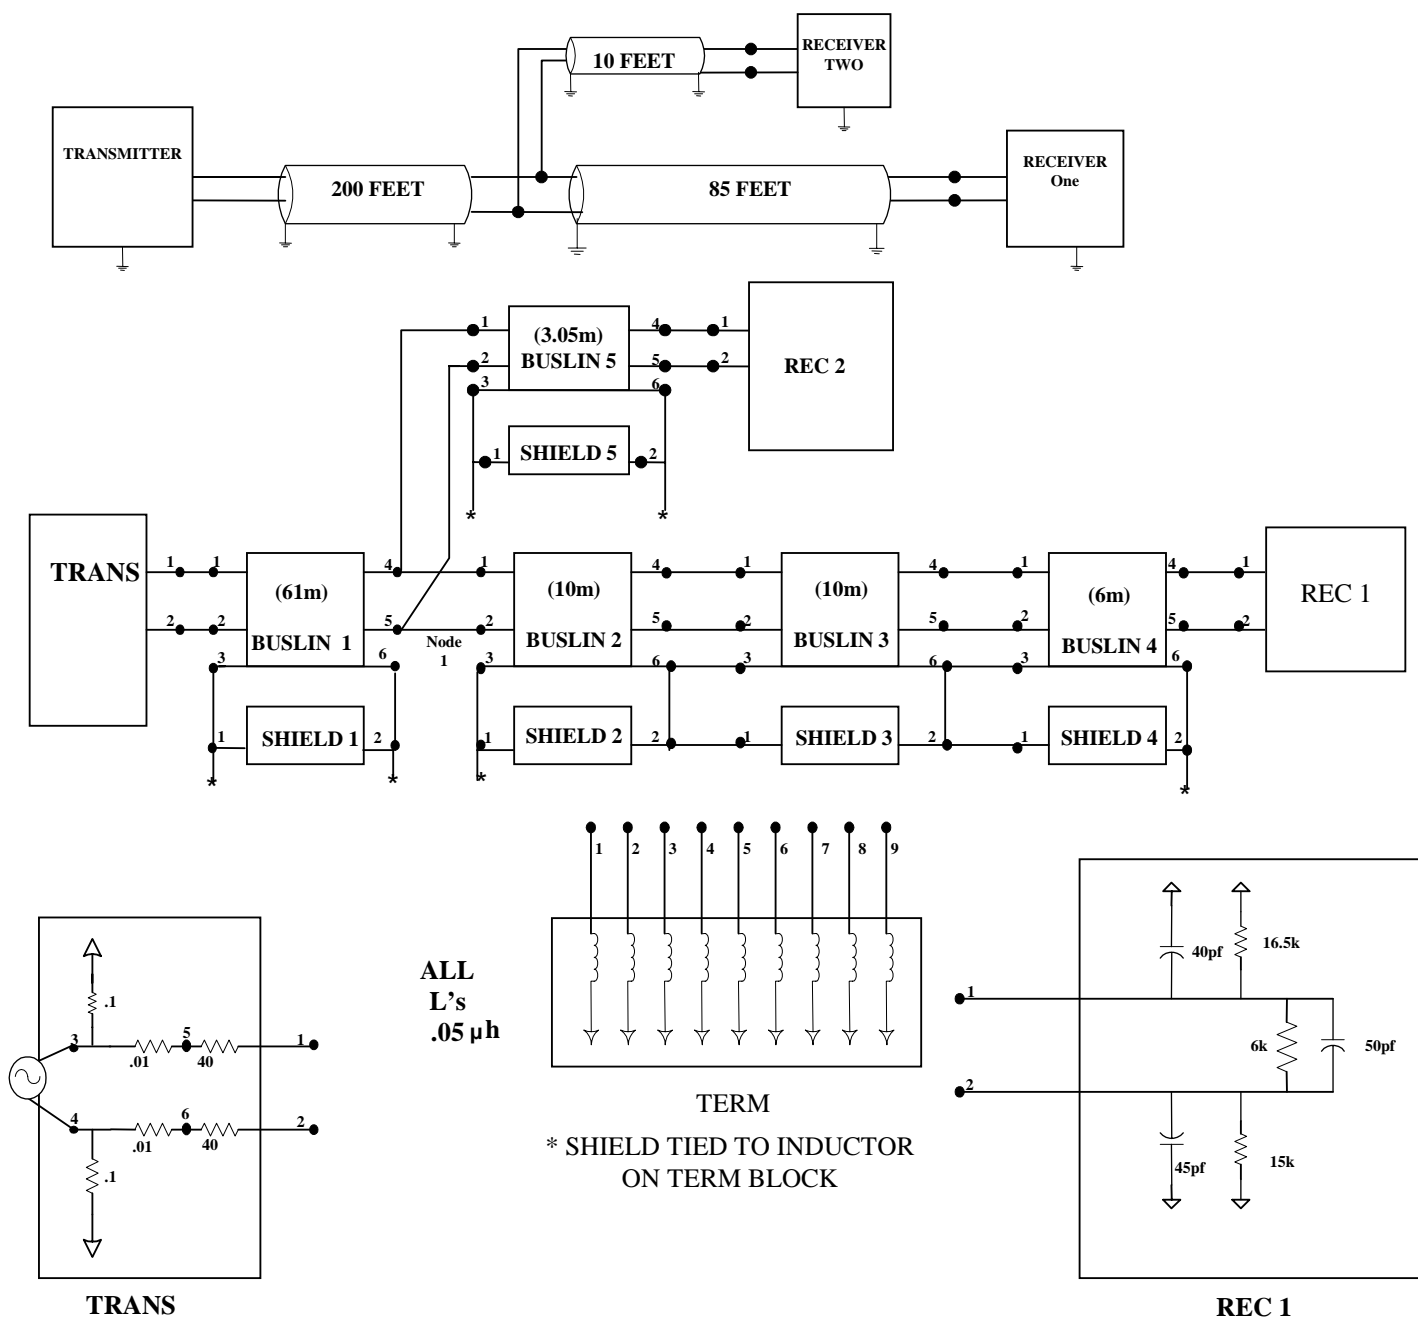 RECEIVER
TWO
10 FEET
TRANSMITTER
200 FEET
85 FEET
RECEIVER
One
1
(3.05m)
BUSLIN 5
4
1
2
5
2
3
6
REC 2
1
SHIELD 5
2
*
*
TRANS
1
1
2
2
(61m)
BUSLIN 1
4
5
3
6
Node
1
1
2
(10m)
BUSLIN 2
4
5
3
6
1
2
(10m)
BUSLIN 3
4
5
3
6
1
2
(6m)
BUSLIN 4
4
5
3
6
1
2
REC 1
1
SHIELD 1
2
1
SHIELD 2
2
1
SHIELD 3
2
1
SHIELD 4
2
*
*
*
*
1 2 3 4 5 6 7 8 9
ALL
L's
.05 µh
TERM
* SHIELD TIED TO INDUCTOR
ON TERM BLOCK
.1
3
5
1
.01
40
4
6
2
.01
40
.1
TRANS
40pf
16.5k
1
6k
50pf
2
45pf
15k
REC 1